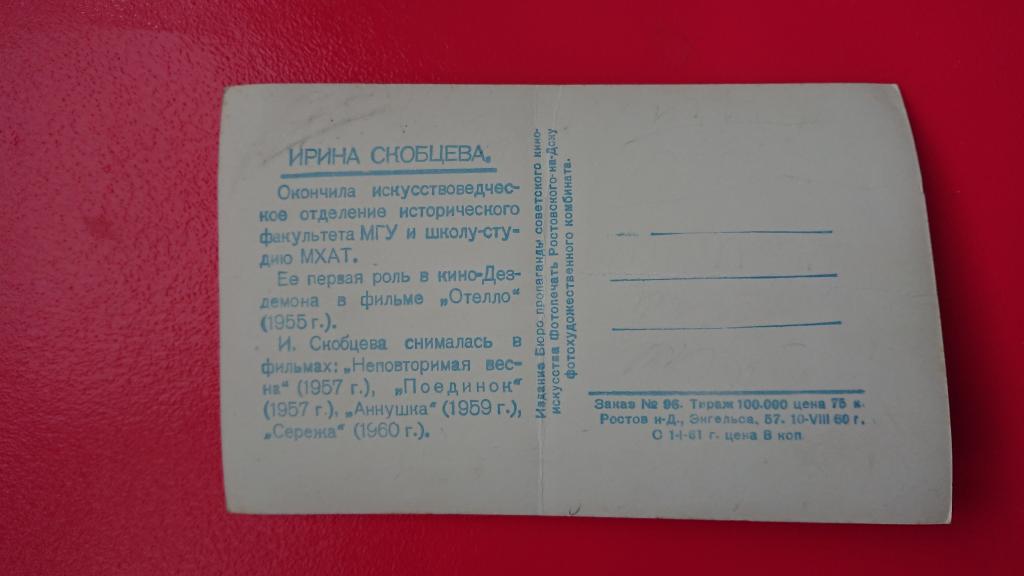 ИРИНА СКОБЦЕВА.
Окончила искусствоведчес-
кое отделение исторического
факультета МГУ и школу-сту-
дию МХАТ.
Ее первая роль в кино-Дез-
демона в фильме „Отелло"
(1955 г.).
И. Скобцева снималась в
фильмах: „Неповторимая вес-
на" (1957 г.), „Поединок"
(1957 г.), „Аннушка" (1959 г.),
„Сережа" (1960 г.).
Издание Бюро пропаганды советского кино-
искусства Фотопечать Ростовского-на-Дону
фотохудожественного комбината.
Заказ № 96. Тираж 100.000 цена 75 к.
Ростов н-Д., Энгельса, 57. 10-VIII 60 г.
С 1-I-61 г. цена 8 коп